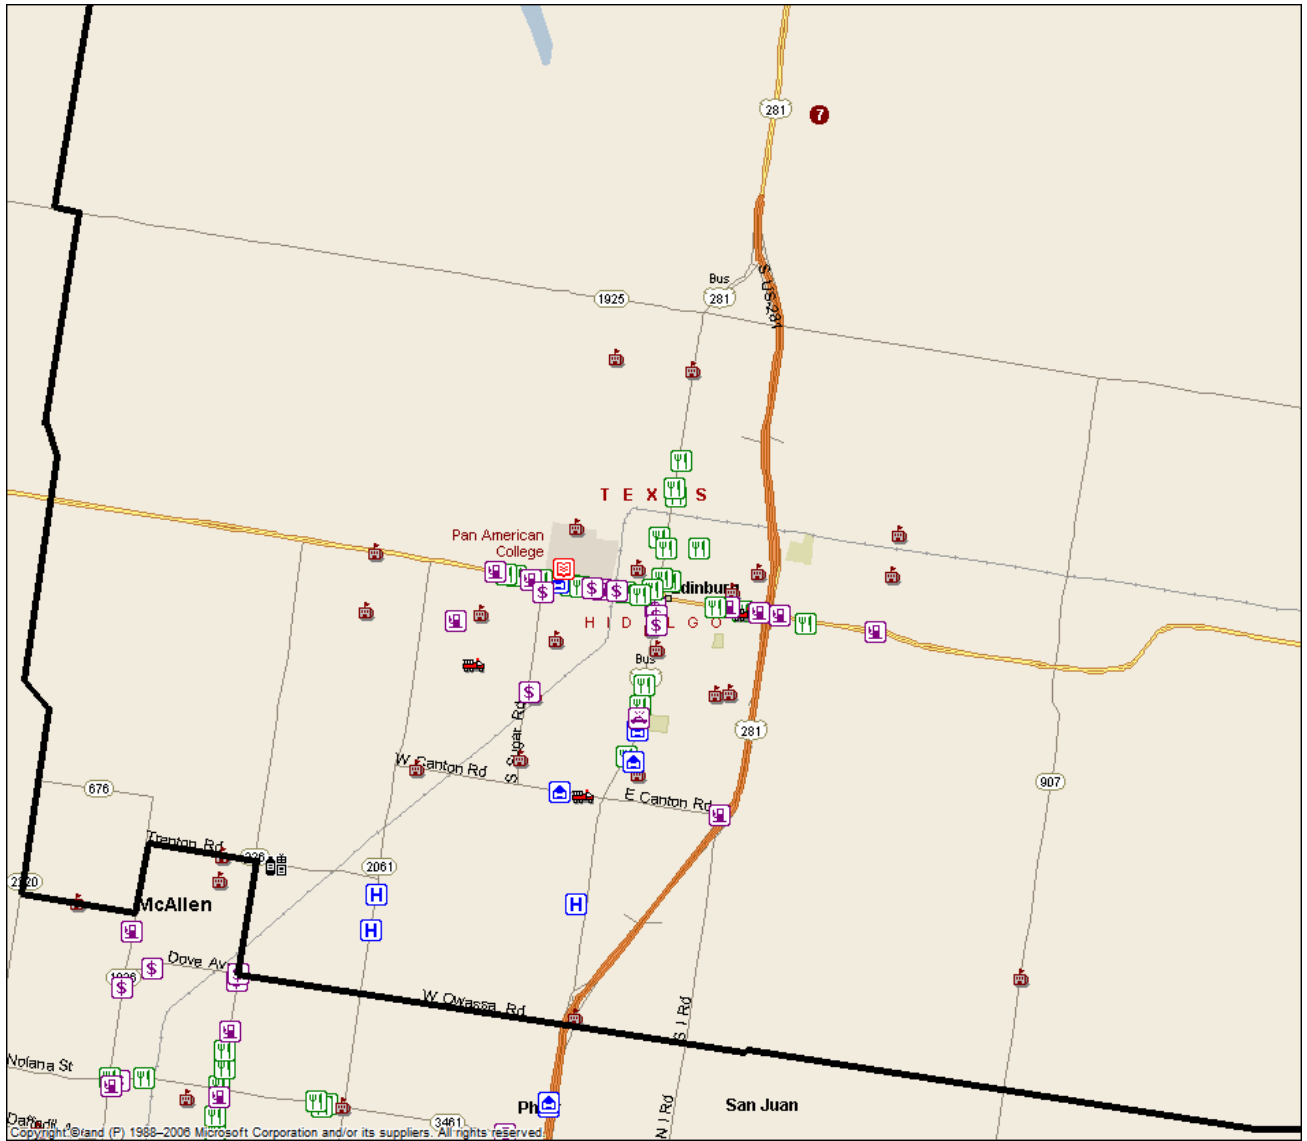 281
7
S US-281
Bus
281
1925
T E X S
Pan American
College
Edinburg
H I D L G O
Bus
S. Sugar Rd
281
W Canton Rd
E Canton Rd
907
676
Trenton Rd
2061
McAllen
Dove Av
W Owassa Rd
S I Rd
Nolana St
Ph
San Juan
N I Rd
3461
Copyright © and (P) 1988–2006 Microsoft Corporation and/or its suppliers. All rights reserved.
H
H
H
$
$
$
$
$
$
$
$
$